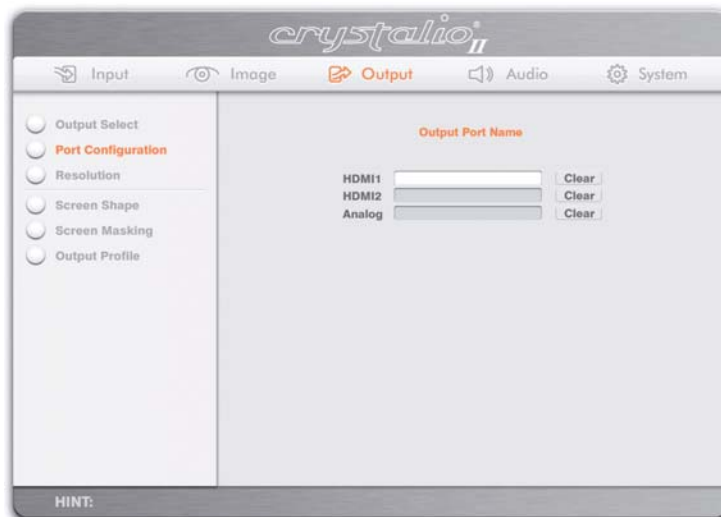 crystalio® II
Input Image Output Audio System
Output Select
Port Configuration
Resolution
Screen Shape
Screen Masking
Output Profile
Output Port Name
HDMI1 Clear
HDMI2 Clear
Analog Clear
HINT: